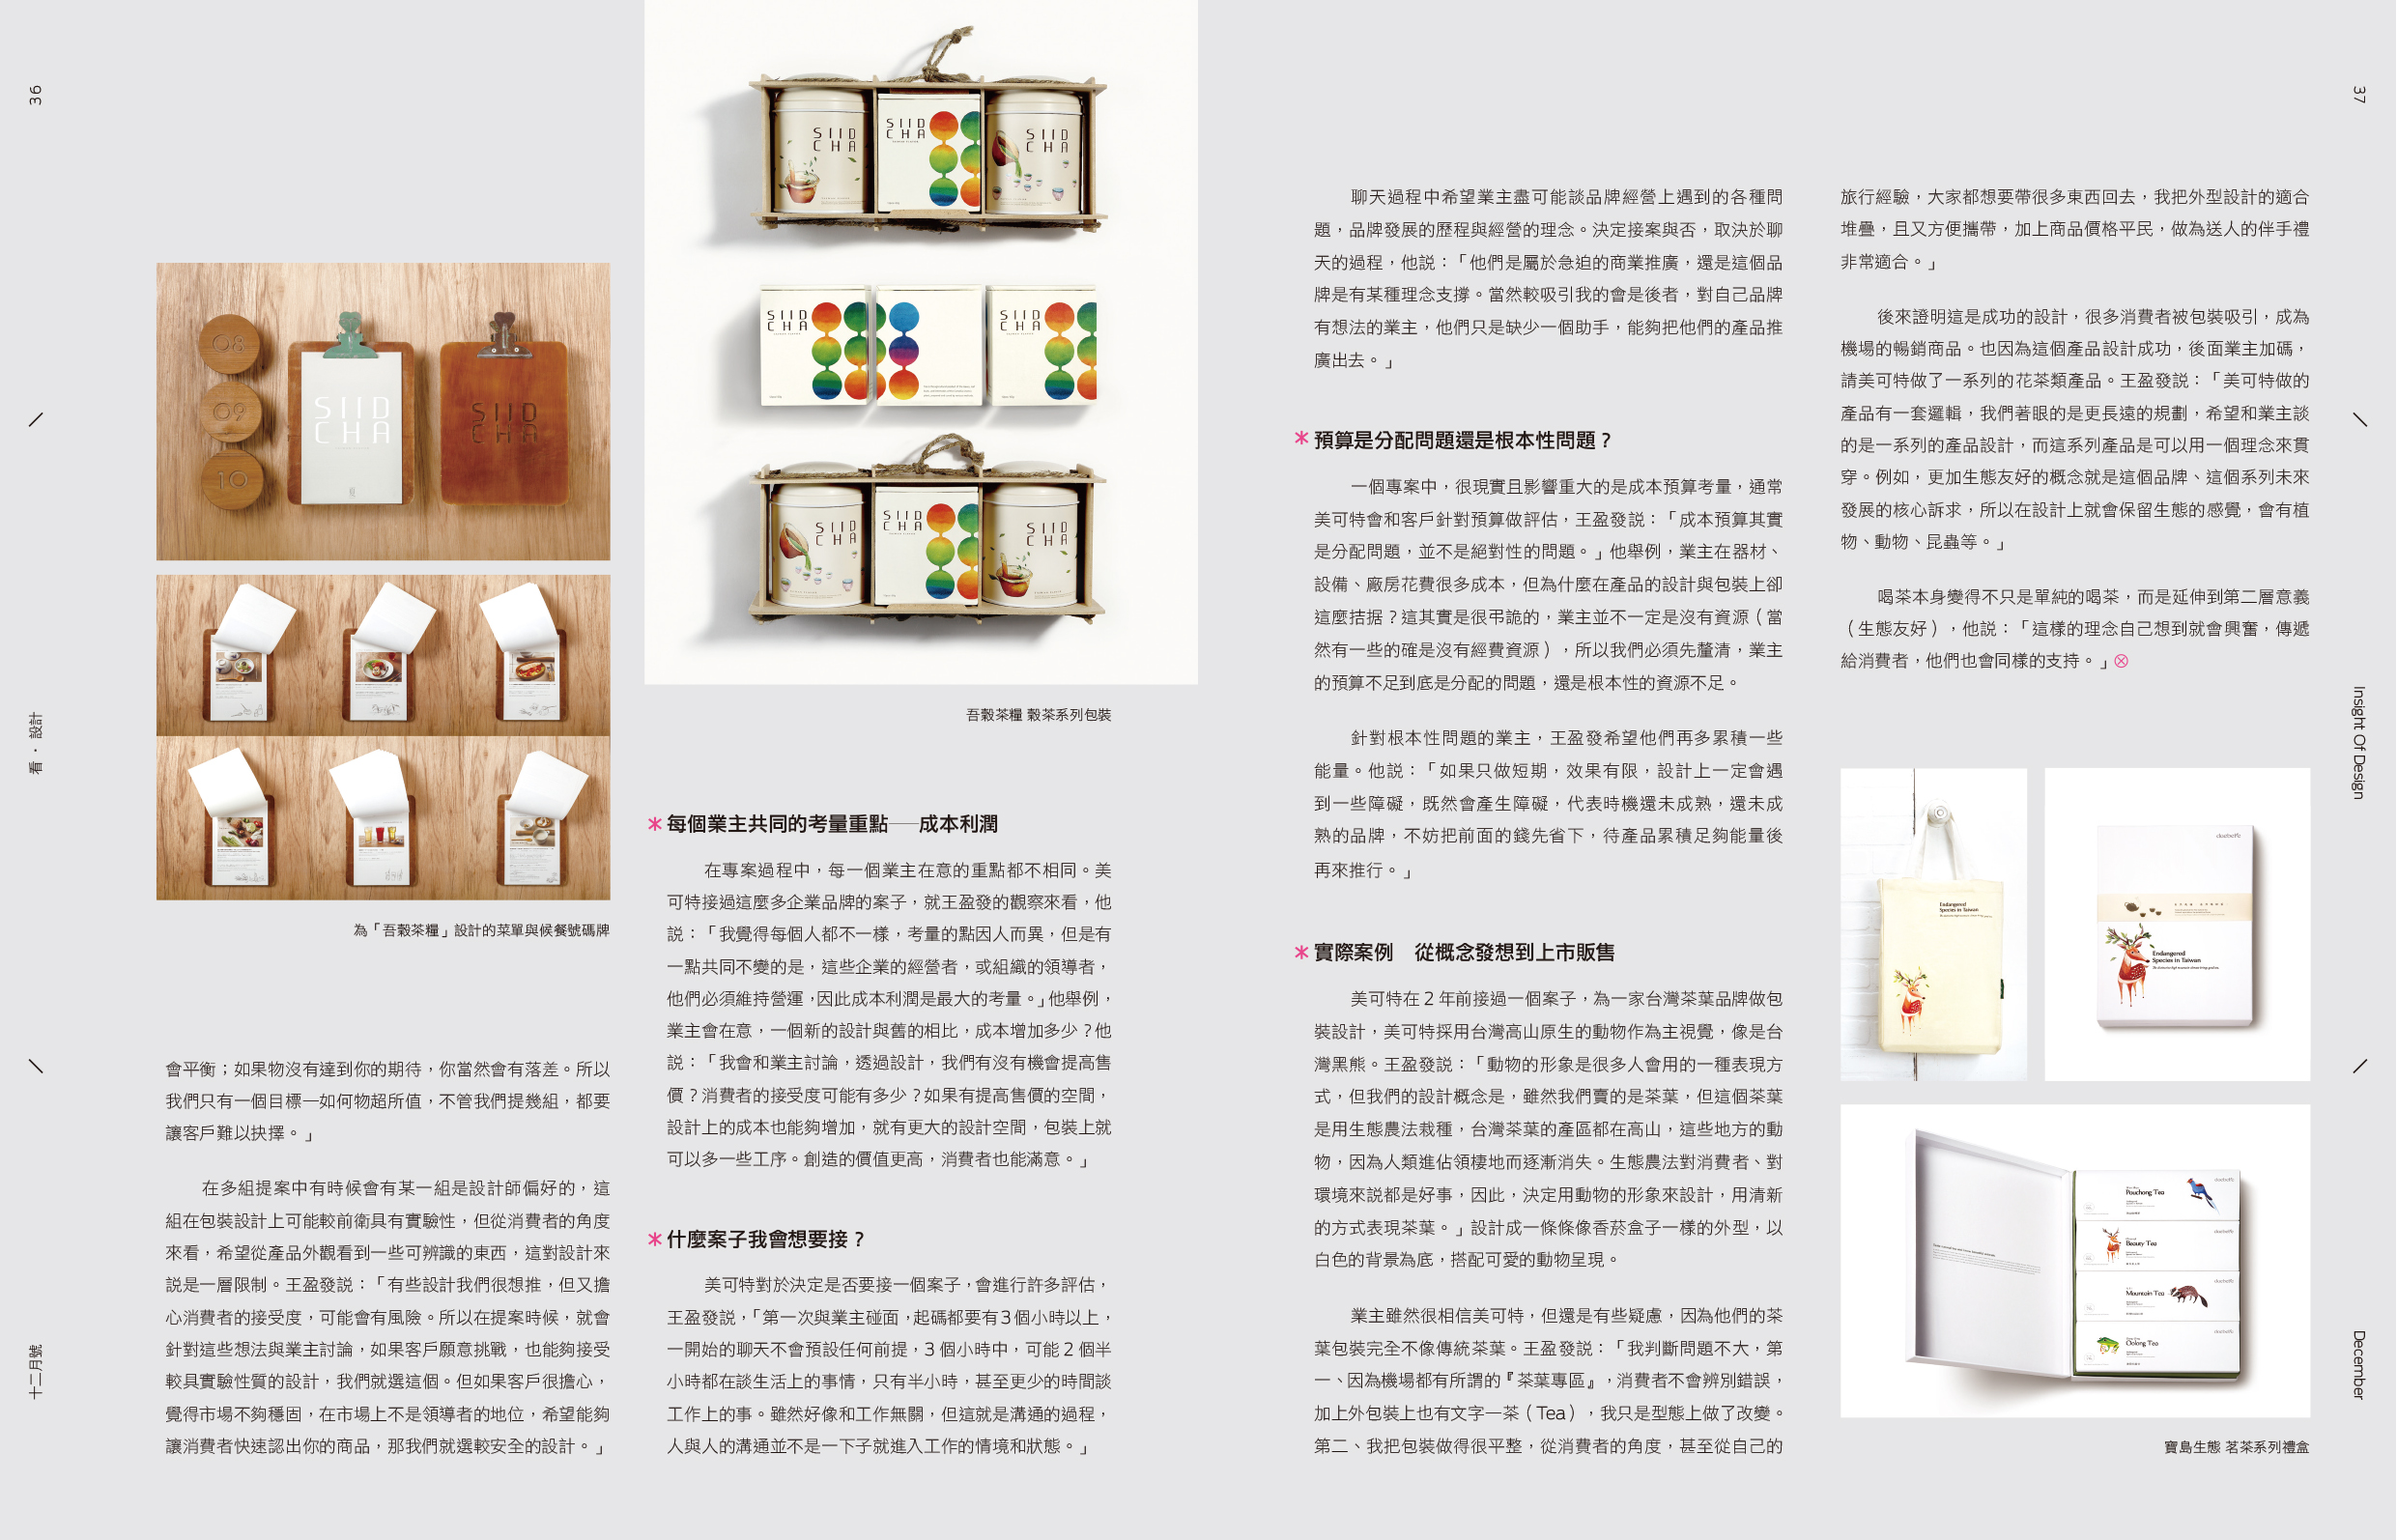 36
看・設計
十二月號
08
09
10
SIID
CHA
SIID
CHA
為「吾穀茶糧」設計的菜單與候餐號碼牌
會平衡；如果物沒有達到你的期待，你當然會有落差。所以
我們只有一個目標—如何物超所值，不管我們提幾組，都要
讓客戶難以抉擇。」
在多組提案中有時候會有某一組是設計師偏好的，這
組在包裝設計上可能較前衛具有實驗性，但從消費者的角度
來看，希望從產品外觀看到一些可辨識的東西，這對設計來
説是一層限制。王盈發説：「有些設計我們很想推，但又擔
心消費者的接受度，可能會有風險。所以在提案時候，就會
針對這些想法與業主討論，如果客戶願意挑戰，也能夠接受
較具實驗性質的設計，我們就選這個。但如果客戶很擔心，
覺得市場不夠穩固，在市場上不是領導者的地位，希望能夠
讓消費者快速認出你的商品，那我們就選較安全的設計。」
SIID
CHA
SIID
CHA
SIID
CHA
SIID
CHA
SIID
CHA
SIID
CHA
SIID
CHA
SIID
CHA
吾穀茶糧 穀茶系列包裝
＊每個業主共同的考量重點──成本利潤
在專案過程中，每一個業主在意的重點都不相同。美
可特接過這麼多企業品牌的案子，就王盈發的觀察來看，他
説：「我覺得每個人都不一樣，考量的點因人而異，但是有
一點共同不變的是，這些企業的經營者，或組織的領導者，
他們必須維持營運，因此成本利潤是最大的考量。」他舉例，
業主會在意，一個新的設計與舊的相比，成本增加多少？他
説：「我會和業主討論，透過設計，我們有沒有機會提高售
價？消費者的接受度可能有多少？如果有提高售價的空間，
設計上的成本也能夠增加，就有更大的設計空間，包裝上就
可以多一些工序。創造的價值更高，消費者也能滿意。」
＊什麼案子我會想要接？
美可特對於決定是否要接一個案子，會進行許多評估，
王盈發説，「第一次與業主碰面，起碼都要有3個小時以上，
一開始的聊天不會預設任何前提，3 個小時中，可能 2 個半
小時都在談生活上的事情，只有半小時，甚至更少的時間談
工作上的事。雖然好像和工作無關，但這就是溝通的過程，
人與人的溝通並不是一下子就進入工作的情境和狀態。」
聊天過程中希望業主盡可能談品牌經營上遇到的各種問
題，品牌發展的歷程與經營的理念。決定接案與否，取決於聊
天的過程，他説：「他們是屬於急迫的商業推廣，還是這個品
牌是有某種理念支撐。當然較吸引我的會是後者，對自己品牌
有想法的業主，他們只是缺少一個助手，能夠把他們的產品推
廣出去。」
＊預算是分配問題還是根本性問題？
一個專案中，很現實且影響重大的是成本預算考量，通常
美可特會和客戶針對預算做評估，王盈發説：「成本預算其實
是分配問題，並不是絕對性的問題。」他舉例，業主在器材、
設備、廠房花費很多成本，但為什麼在產品的設計與包裝上卻
這麼拮据？這其實是很弔詭的，業主並不一定是沒有資源（當
然有一些的確是沒有經費資源），所以我們必須先釐清，業主
的預算不足到底是分配的問題，還是根本性的資源不足。
針對根本性問題的業主，王盈發希望他們再多累積一些
能量。他説：「如果只做短期，效果有限，設計上一定會遇
到一些障礙，既然會產生障礙，代表時機還未成熟，還未成
熟的品牌，不妨把前面的錢先省下，待產品累積足夠能量後
再來推行。」
＊實際案例　從概念發想到上市販售
美可特在 2 年前接過一個案子，為一家台灣茶葉品牌做包
裝設計，美可特採用台灣高山原生的動物作為主視覺，像是台
灣黑熊。王盈發説：「動物的形象是很多人會用的一種表現方
式，但我們的設計概念是，雖然我們賣的是茶葉，但這個茶葉
是用生態農法栽種，台灣茶葉的產區都在高山，這些地方的動
物，因為人類進佔領棲地而逐漸消失。生態農法對消費者、對
環境來説都是好事，因此，決定用動物的形象來設計，用清新
的方式表現茶葉。」設計成一條條像香菸盒子一樣的外型，以
白色的背景為底，搭配可愛的動物呈現。
業主雖然很相信美可特，但還是有些疑慮，因為他們的茶
葉包裝完全不像傳統茶葉。王盈發説：「我判斷問題不大，第
一、因為機場都有所謂的『茶葉專區』，消費者不會辨別錯誤，
加上外包裝上也有文字—茶（Tea），我只是型態上做了改變。
第二、我把包裝做得很平整，從消費者的角度，甚至從自己的
旅行經驗，大家都想要帶很多東西回去，我把外型設計的適合
堆疊，且又方便攜帶，加上商品價格平民，做為送人的伴手禮
非常適合。」
後來證明這是成功的設計，很多消費者被包裝吸引，成為
機場的暢銷商品。也因為這個產品設計成功，後面業主加碼，
請美可特做了一系列的花茶類產品。王盈發説：「美可特做的
產品有一套邏輯，我們著眼的是更長遠的規劃，希望和業主談
的是一系列的產品設計，而這系列產品是可以用一個理念來貫
穿。例如，更加生態友好的概念就是這個品牌、這個系列未來
發展的核心訴求，所以在設計上就會保留生態的感覺，會有植
物、動物、昆蟲等。」
喝茶本身變得不只是單純的喝茶，而是延伸到第二層意義
（生態友好），他説：「這樣的理念自己想到就會興奮，傳遞
給消費者，他們也會同樣的支持。」⊗
Endangered
Species in Taiwan
Endangered
Species in Taiwan
Pouchong Tea
Beauty Tea
Mountain Tea
Oolong Tea
寶島生態 茗茶系列禮盒
37
Insight Of Design
December